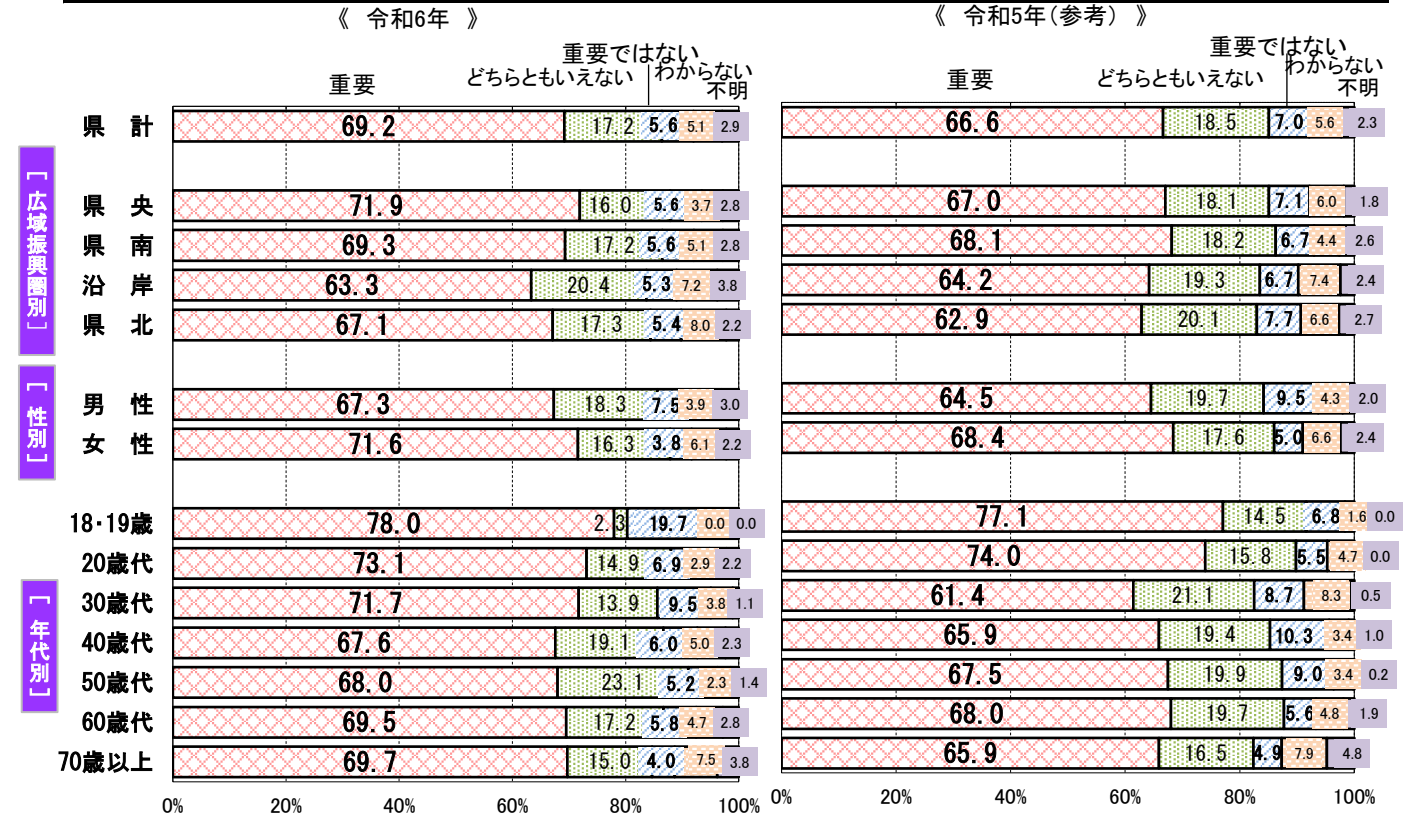 《 令和6年 》
重要
どちらともいえない
重要ではない
わからない
不明
《 令和5年(参考) 》
重要
どちらともいえない
重要ではない
わからない
不明
県 計 69.2 17.2 5.6 5.1 2.9 66.6 18.5 7.0 5.6 2.3
[広域振興圏別]
県 央 71.9 16.0 5.6 3.7 2.8 67.0 18.1 7.1 6.0 1.8
県 南 69.3 17.2 5.6 5.1 2.8 68.1 18.2 6.7 4.4 2.6
沿 岸 63.3 20.4 5.3 7.2 3.8 64.2 19.3 6.7 7.4 2.4
県 北 67.1 17.3 5.4 8.0 2.2 62.9 20.1 7.7 6.6 2.7
[性別]
男 性 67.3 18.3 7.5 3.9 3.0 64.5 19.7 9.5 4.3 2.0
女 性 71.6 16.3 3.8 6.1 2.2 68.4 17.6 5.0 6.6 2.4
[年代別]
18・19歳 78.0 2.3 19.7 0.0 0.0 77.1 14.5 6.8 1.6 0.0
20歳代 73.1 14.9 6.9 2.9 2.2 74.0 15.8 5.5 4.7 0.0
30歳代 71.7 13.9 9.5 3.8 1.1 61.4 21.1 8.7 8.3 0.5
40歳代 67.6 19.1 6.0 5.0 2.3 65.9 19.4 10.3 3.4 1.0
50歳代 68.0 23.1 5.2 2.3 1.4 67.5 19.9 9.0 3.4 0.2
60歳代 69.5 17.2 5.8 4.7 2.8 68.0 19.7 5.6 4.8 1.9
70歳以上 69.7 15.0 4.0 7.5 3.8 65.9 16.5 4.9 7.9 4.8
0% 20% 40% 60% 80% 100% 0% 20% 40% 60% 80% 100%